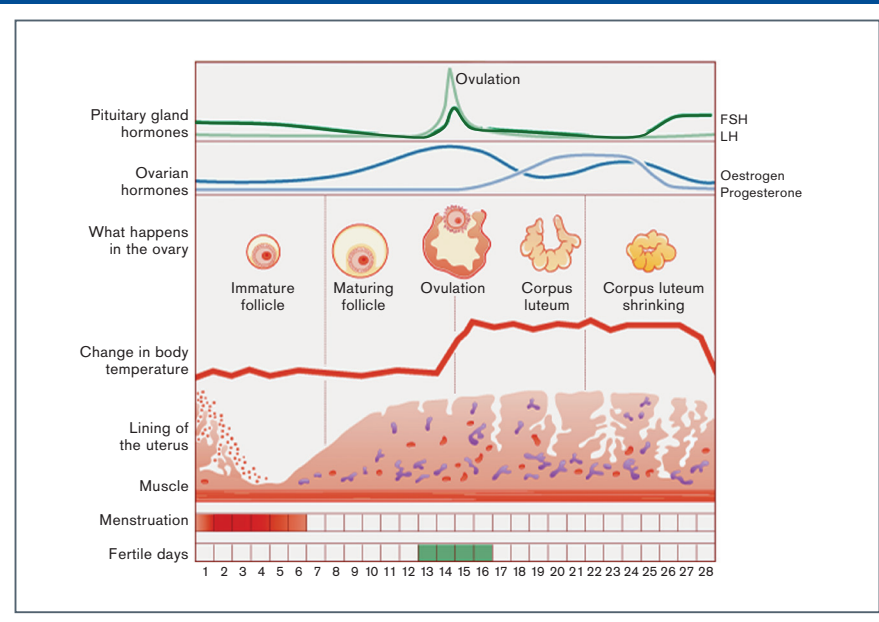 Ovulation
Pituitary gland
hormones
FSH
LH
Ovarian
hormones
Oestrogen
Progesterone
What happens
in the ovary
Immature
follicle
Maturing
follicle
Ovulation
Corpus
luteum
Corpus luteum
shrinking
Change in body
temperature
Lining of
the uterus
Muscle
Menstruation
Fertile days
1 2 3 4 5 6 7 8 9 10 11 12 13 14 15 16 17 18 19 20 21 22 23 24 25 26 27 28